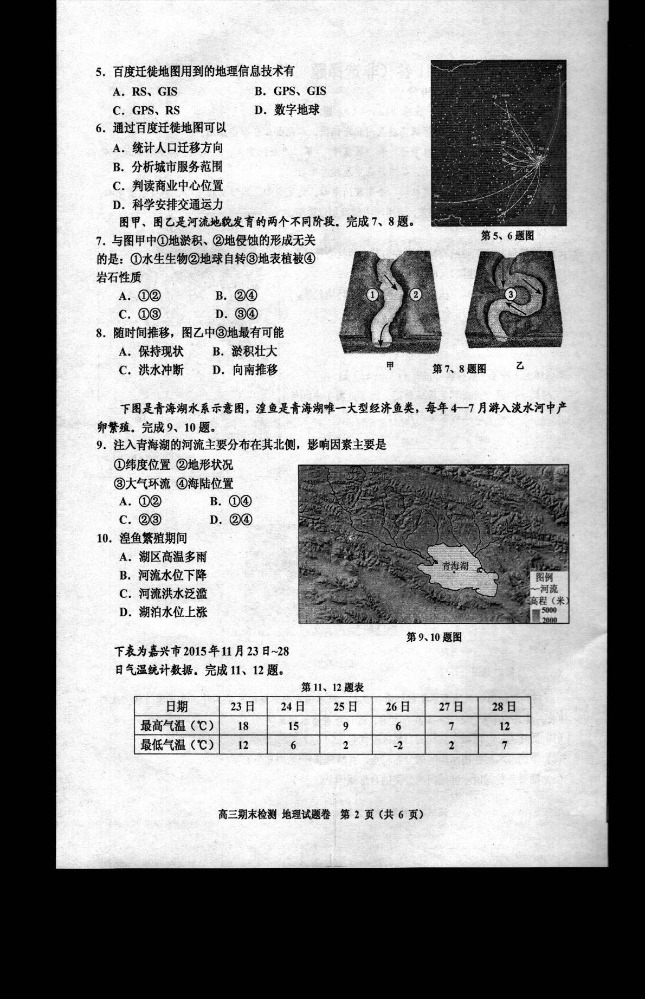 5．百度迁徙地图用到的地理信息技术有
A．RS、GIS B．GPS、GIS
C．GPS、RS D．数字地球
6．通过百度迁徙地图可以
A．统计人口迁移方向
B．分析城市服务范围
C．判读商业中心位置
D．科学安排交通运力
第5、6题图
图甲、图乙是河流地貌发育的两个不同阶段。完成7、8题。
7．与图甲中①地淤积、②地侵蚀的形成无关
的是：①水生生物②地球自转③地表植被④
岩石性质
A．①② B．②④
C．①③ D．③④
8．随时间推移，图乙中③地最有可能
A．保持现状 B．淤积壮大
C．洪水冲断 D．向南推移
① ② ③
甲 第7、8题图 乙
下图是青海湖水系示意图，湟鱼是青海湖唯一大型经济鱼类，每年4—7月游入淡水河中产
卵繁殖。完成9、10题。
9．注入青海湖的河流主要分布在其北侧，影响因素主要是
①纬度位置 ②地形状况
③大气环流 ④海陆位置
A．①② B．①④
C．②③ D．②④
10．湟鱼繁殖期间
A．湖区高温多雨
B．河流水位下降
C．河流洪水泛滥
D．湖泊水位上涨
青海湖
图例
河流
高程（米）
5000
2000
第9、10题图
下表为嘉兴市2015年11月23日~28
日气温统计数据。完成11、12题。
第11、12题表
日期 23日 24日 25日 26日 27日 28日
最高气温（℃） 18 15 9 6 7 12
最低气温（℃） 12 6 2 -2 2 7
高三期末检测 地理试题卷 第 2 页（共 6 页）